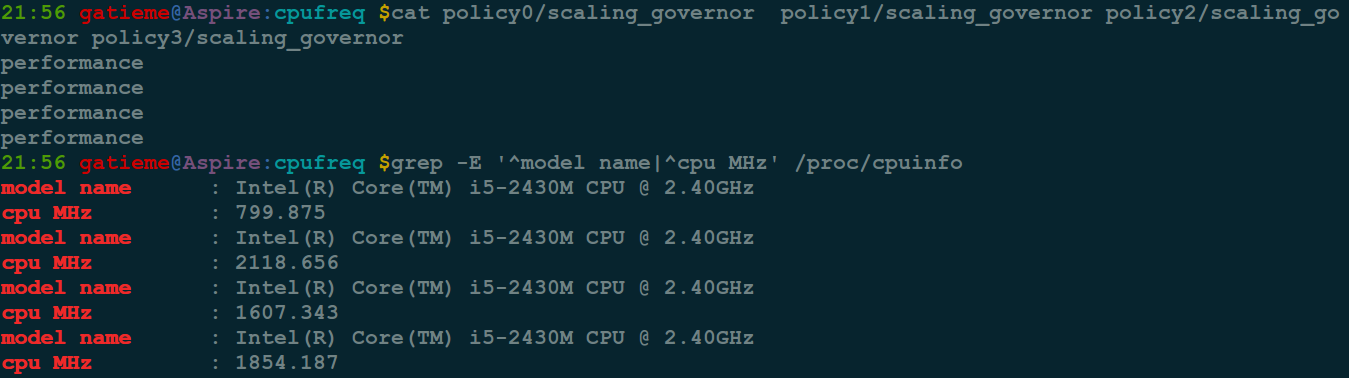 21:56 gatieme@Aspire:cpufreq $cat policy0/scaling_governor  policy1/scaling_governor policy2/scaling_go
vernor policy3/scaling_governor
performance
performance
performance
performance
21:56 gatieme@Aspire:cpufreq $grep -E '^model name|^cpu MHz' /proc/cpuinfo
model name      : Intel(R) Core(TM) i5-2430M CPU @ 2.40GHz
cpu MHz         : 799.875
model name      : Intel(R) Core(TM) i5-2430M CPU @ 2.40GHz
cpu MHz         : 2118.656
model name      : Intel(R) Core(TM) i5-2430M CPU @ 2.40GHz
cpu MHz         : 1607.343
model name      : Intel(R) Core(TM) i5-2430M CPU @ 2.40GHz
cpu MHz         : 1854.187